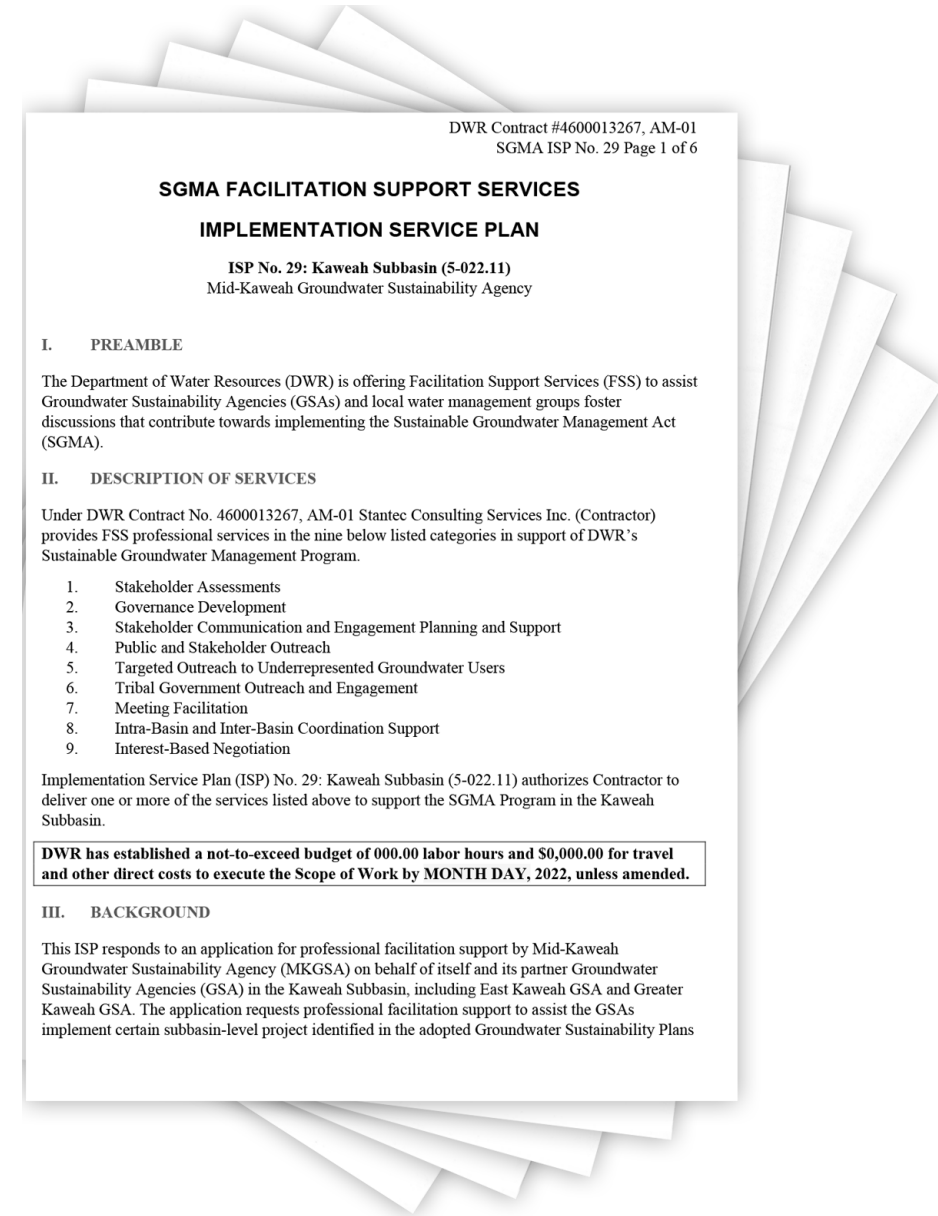 DWR Contract #4600013267, AM-01
SGMA ISP No. 29 Page 1 of 6
SGMA FACILITATION SUPPORT SERVICES
IMPLEMENTATION SERVICE PLAN
ISP No. 29: Kaweah Subbasin (5-022.11)
Mid-Kaweah Groundwater Sustainability Agency
I. PREAMBLE
The Department of Water Resources (DWR) is offering Facilitation Support Services (FSS) to assist
Groundwater Sustainability Agencies (GSAs) and local water management groups foster
discussions that contribute towards implementing the Sustainable Groundwater Management Act
(SGMA).
II. DESCRIPTION OF SERVICES
Under DWR Contract No. 4600013267, AM-01 Stantec Consulting Services Inc. (Contractor)
provides FSS professional services in the nine below listed categories in support of DWR's
Sustainable Groundwater Management Program.
1. Stakeholder Assessments
2. Governance Development
3. Stakeholder Communication and Engagement Planning and Support
4. Public and Stakeholder Outreach
5. Targeted Outreach to Underrepresented Groundwater Users
6. Tribal Government Outreach and Engagement
7. Meeting Facilitation
8. Intra-Basin and Inter-Basin Coordination Support
9. Interest-Based Negotiation
Implementation Service Plan (ISP) No. 29: Kaweah Subbasin (5-022.11) authorizes Contractor to
deliver one or more of the services listed above to support the SGMA Program in the Kaweah
Subbasin.
DWR has established a not-to-exceed budget of 000.00 labor hours and $0,000.00 for travel
and other direct costs to execute the Scope of Work by MONTH DAY, 2022, unless amended.
III. BACKGROUND
This ISP responds to an application for professional facilitation support by Mid-Kaweah
Groundwater Sustainability Agency (MKGSA) on behalf of itself and its partner Groundwater
Sustainability Agencies (GSA) in the Kaweah Subbasin, including East Kaweah GSA and Greater
Kaweah GSA. The application requests professional facilitation support to assist the GSAs
implement certain subbasin-level project identified in the adopted Groundwater Sustainability Plans